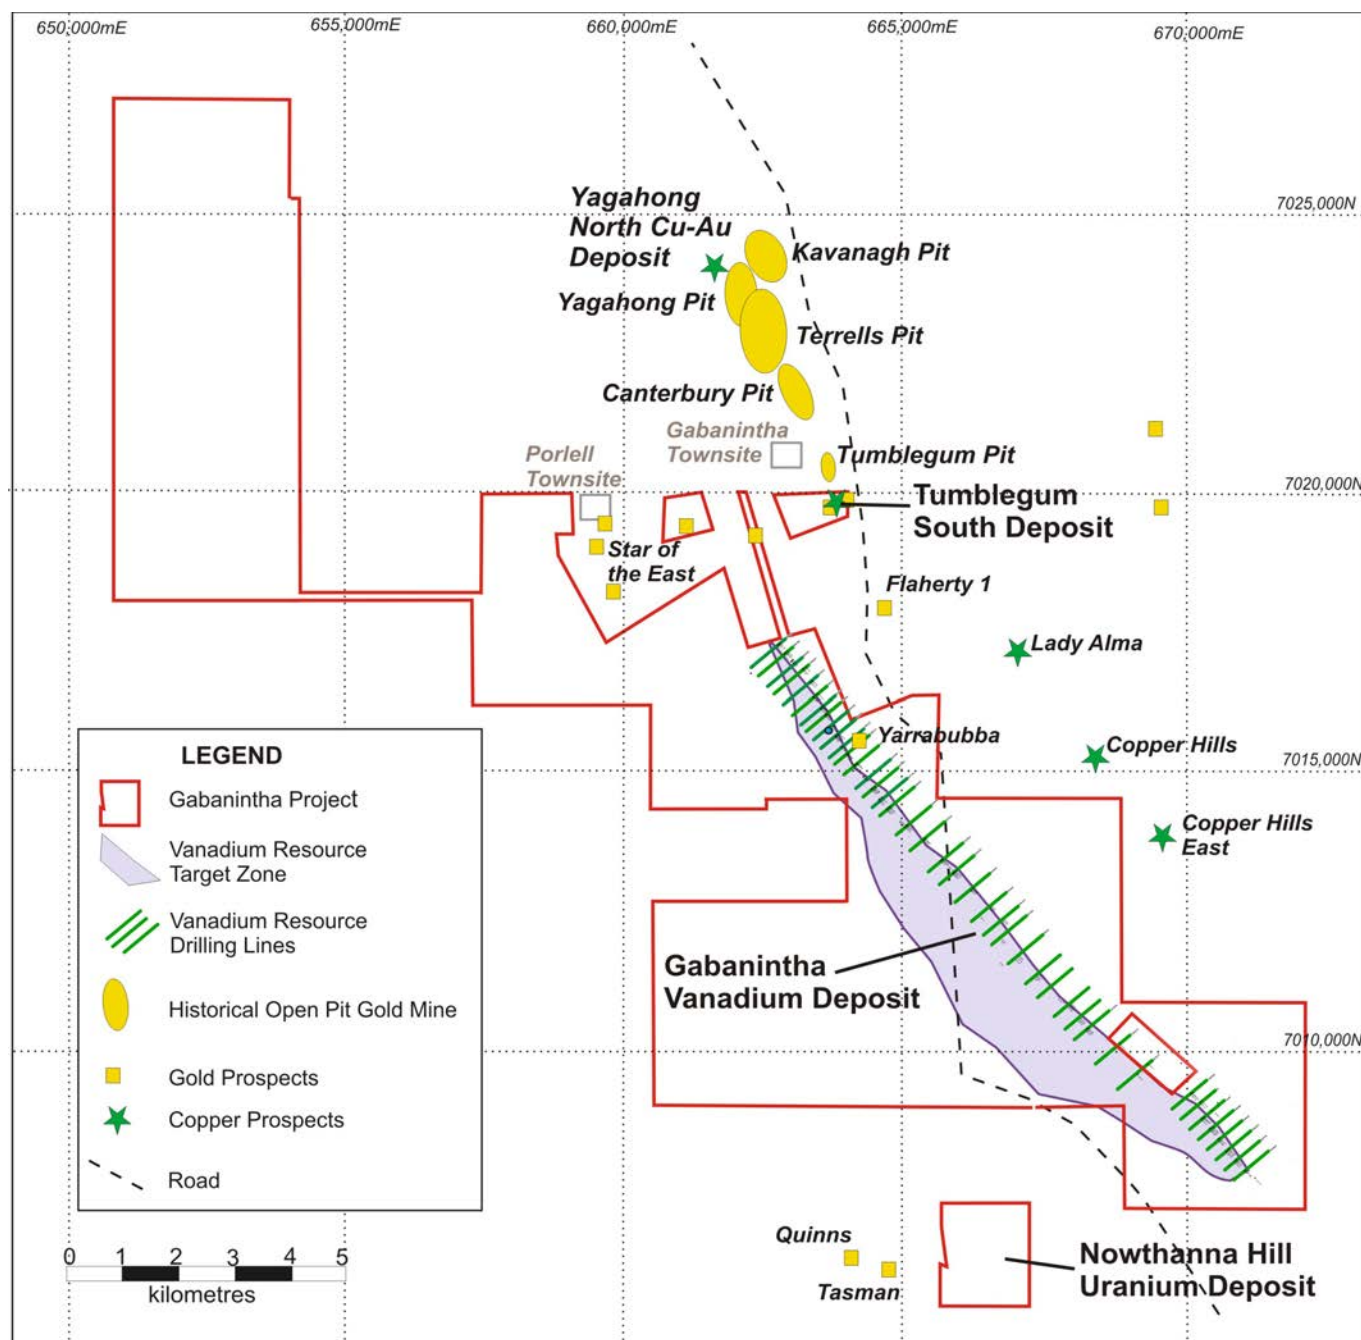 650,000mE
655,000mE
660,000mE
665,000mE
670,000mE
Yagahong
North Cu-Au
Deposit
7025,000N
Kavanagh Pit
Yagahong Pit
Terrells Pit
Canterbury Pit
Gabanintha
Townsite
Porlell
Townsite
Tumblegum Pit
7020,000N
Tumblegum
South Deposit
Star of
the East
Flaherty 1
Lady Alma
Yarrabubba
Copper Hills
7015,000N
Copper Hills
East
Gabanintha
Vanadium Deposit
7010,000N
LEGEND
Gabanintha Project
Vanadium Resource
Target Zone
Vanadium Resource
Drilling Lines
Historical Open Pit Gold Mine
Gold Prospects
Copper Prospects
Road
0 1 2 3 4 5
kilometres
Quinns
Tasman
Nowthanna Hill
Uranium Deposit